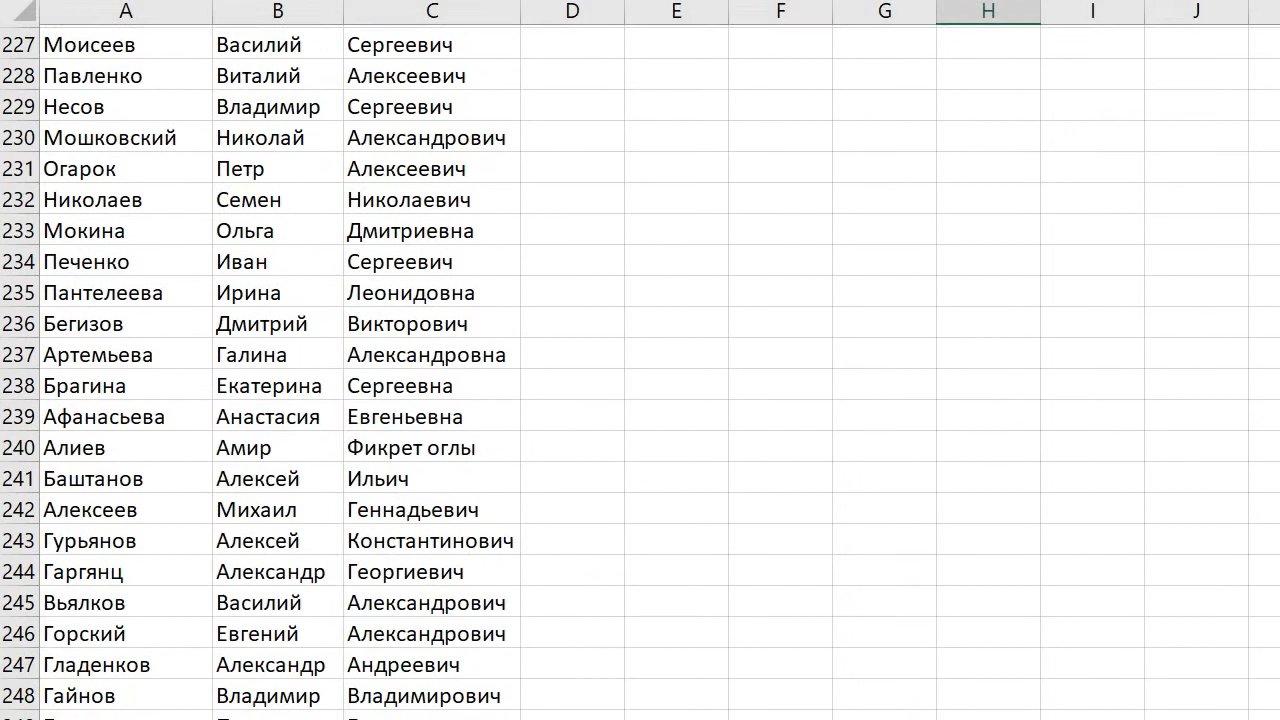 A B C D E F G H I J
227 Моисеев Василий Сергеевич
228 Павленко Виталий Алексеевич
229 Несов Владимир Сергеевич
230 Мошковский Николай Александрович
231 Огарок Петр Алексеевич
232 Николаев Семен Николаевич
233 Мокина Ольга Дмитриевна
234 Печенко Иван Сергеевич
235 Пантелеева Ирина Леонидовна
236 Бегизов Дмитрий Викторович
237 Артемьева Галина Александровна
238 Брагина Екатерина Сергеевна
239 Афанасьева Анастасия Евгеньевна
240 Алиев Амир Фикрет оглы
241 Баштанов Алексей Ильич
242 Алексеев Михаил Геннадьевич
243 Гурьянов Алексей Константинович
244 Гаргянц Александр Георгиевич
245 Вьялков Василий Александрович
246 Горский Евгений Александрович
247 Гладенков Александр Андреевич
248 Гайнов Владимир Владимирович